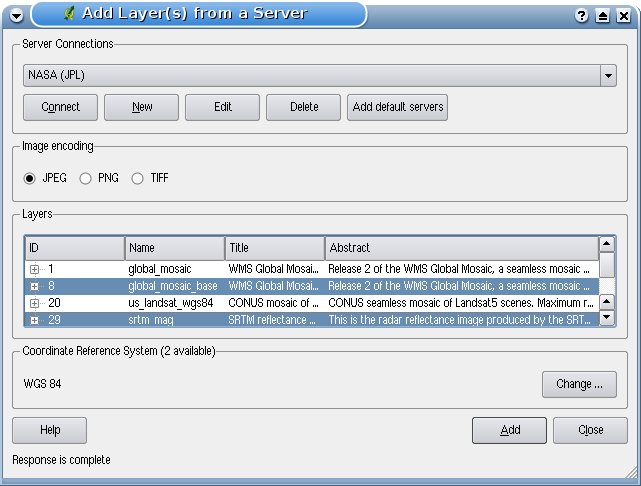 Add Layer(s) from a Server
Server Connections
NASA (JPL)
Connect New Edit Delete Add default servers
Image encoding
JPEG PNG TIFF
Layers
ID Name Title Abstract
1 global_mosaic WMS Global Mosai... Release 2 of the WMS Global Mosaic, a seamless mosaic ...
8 global_mosaic_base WMS Global Mosai... Release 2 of the WMS Global Mosaic, a seamless mosaic ...
20 us_landsat_wgs84 CONUS mosaic of ... CONUS seamless mosaic of Landsat5 scenes. Maximum r...
29 srtm_mag SRTM reflectance ... This is the radar reflectance image produced by the SRT...
Coordinate Reference System (2 available)
WGS 84 Change ...
Help Add Close
Response is complete